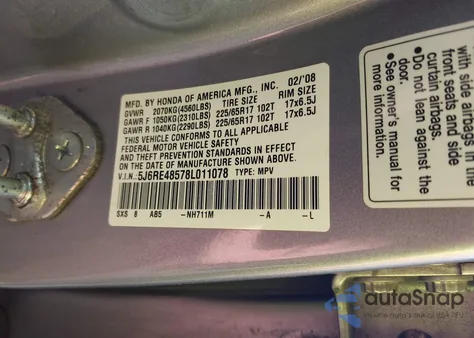 MFD. BY HONDA OF AMERICA MFG., INC. 02/'08
GVWR 2070KG(4560LBS) TIRE SIZE RIM SIZE
GAWR F 1050KG(2310LBS) 225/65R17 102T 17x6.5J
GAWR R 1040KG(2290LBS) 225/65R17 102T 17x6.5J
THIS VEHICLE CONFORMS TO ALL APPLICABLE
FEDERAL MOTOR VEHICLE SAFETY
AND THEFT PREVENTION STANDARDS IN EFFECT
ON THE DATE OF MANUFACTURE SHOWN ABOVE.
V.I.N.: 5J6RE48578L011078 TYPE: MPV
SXS 8 AB5 -NH711M -A -L
with side airbags in the
front seats and side
curtain airbags.
•Do not lean against the
door.
•See owner's manual for
more information.
autoSnap